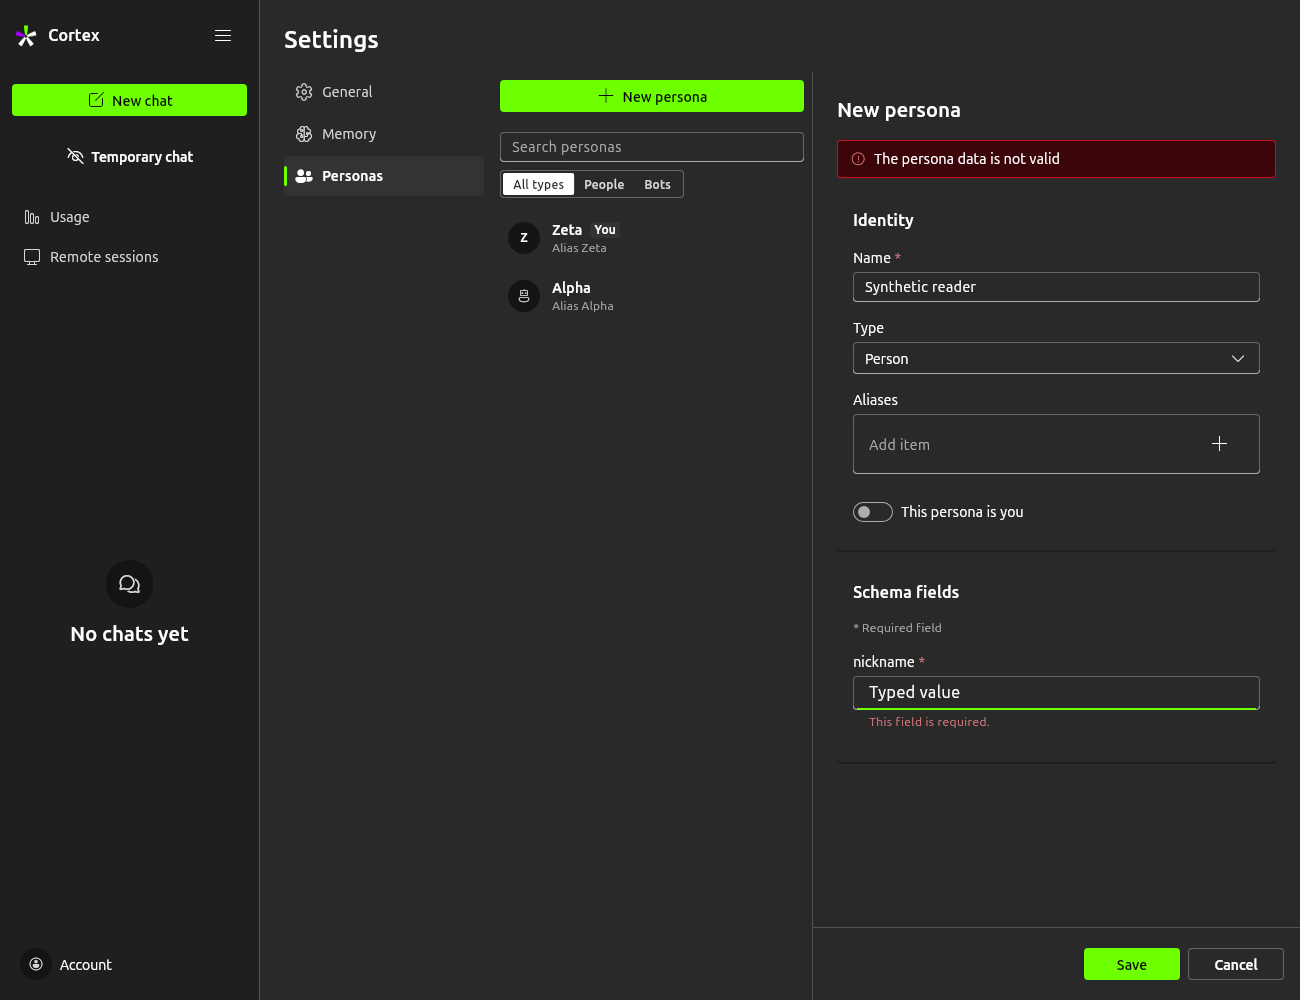 Cortex
New chat
Temporary chat
Usage
Remote sessions
No chats yet
Account
Settings
General
Memory
Personas
New persona
Search personas
All types People Bots
Z
Zeta You
Alias Zeta
Alpha
Alias Alpha
New persona
The persona data is not valid
Identity
Name *
Synthetic reader
Type
Person
Aliases
Add item
This persona is you
Schema fields
* Required field
nickname *
Typed value
This field is required.
Save Cancel